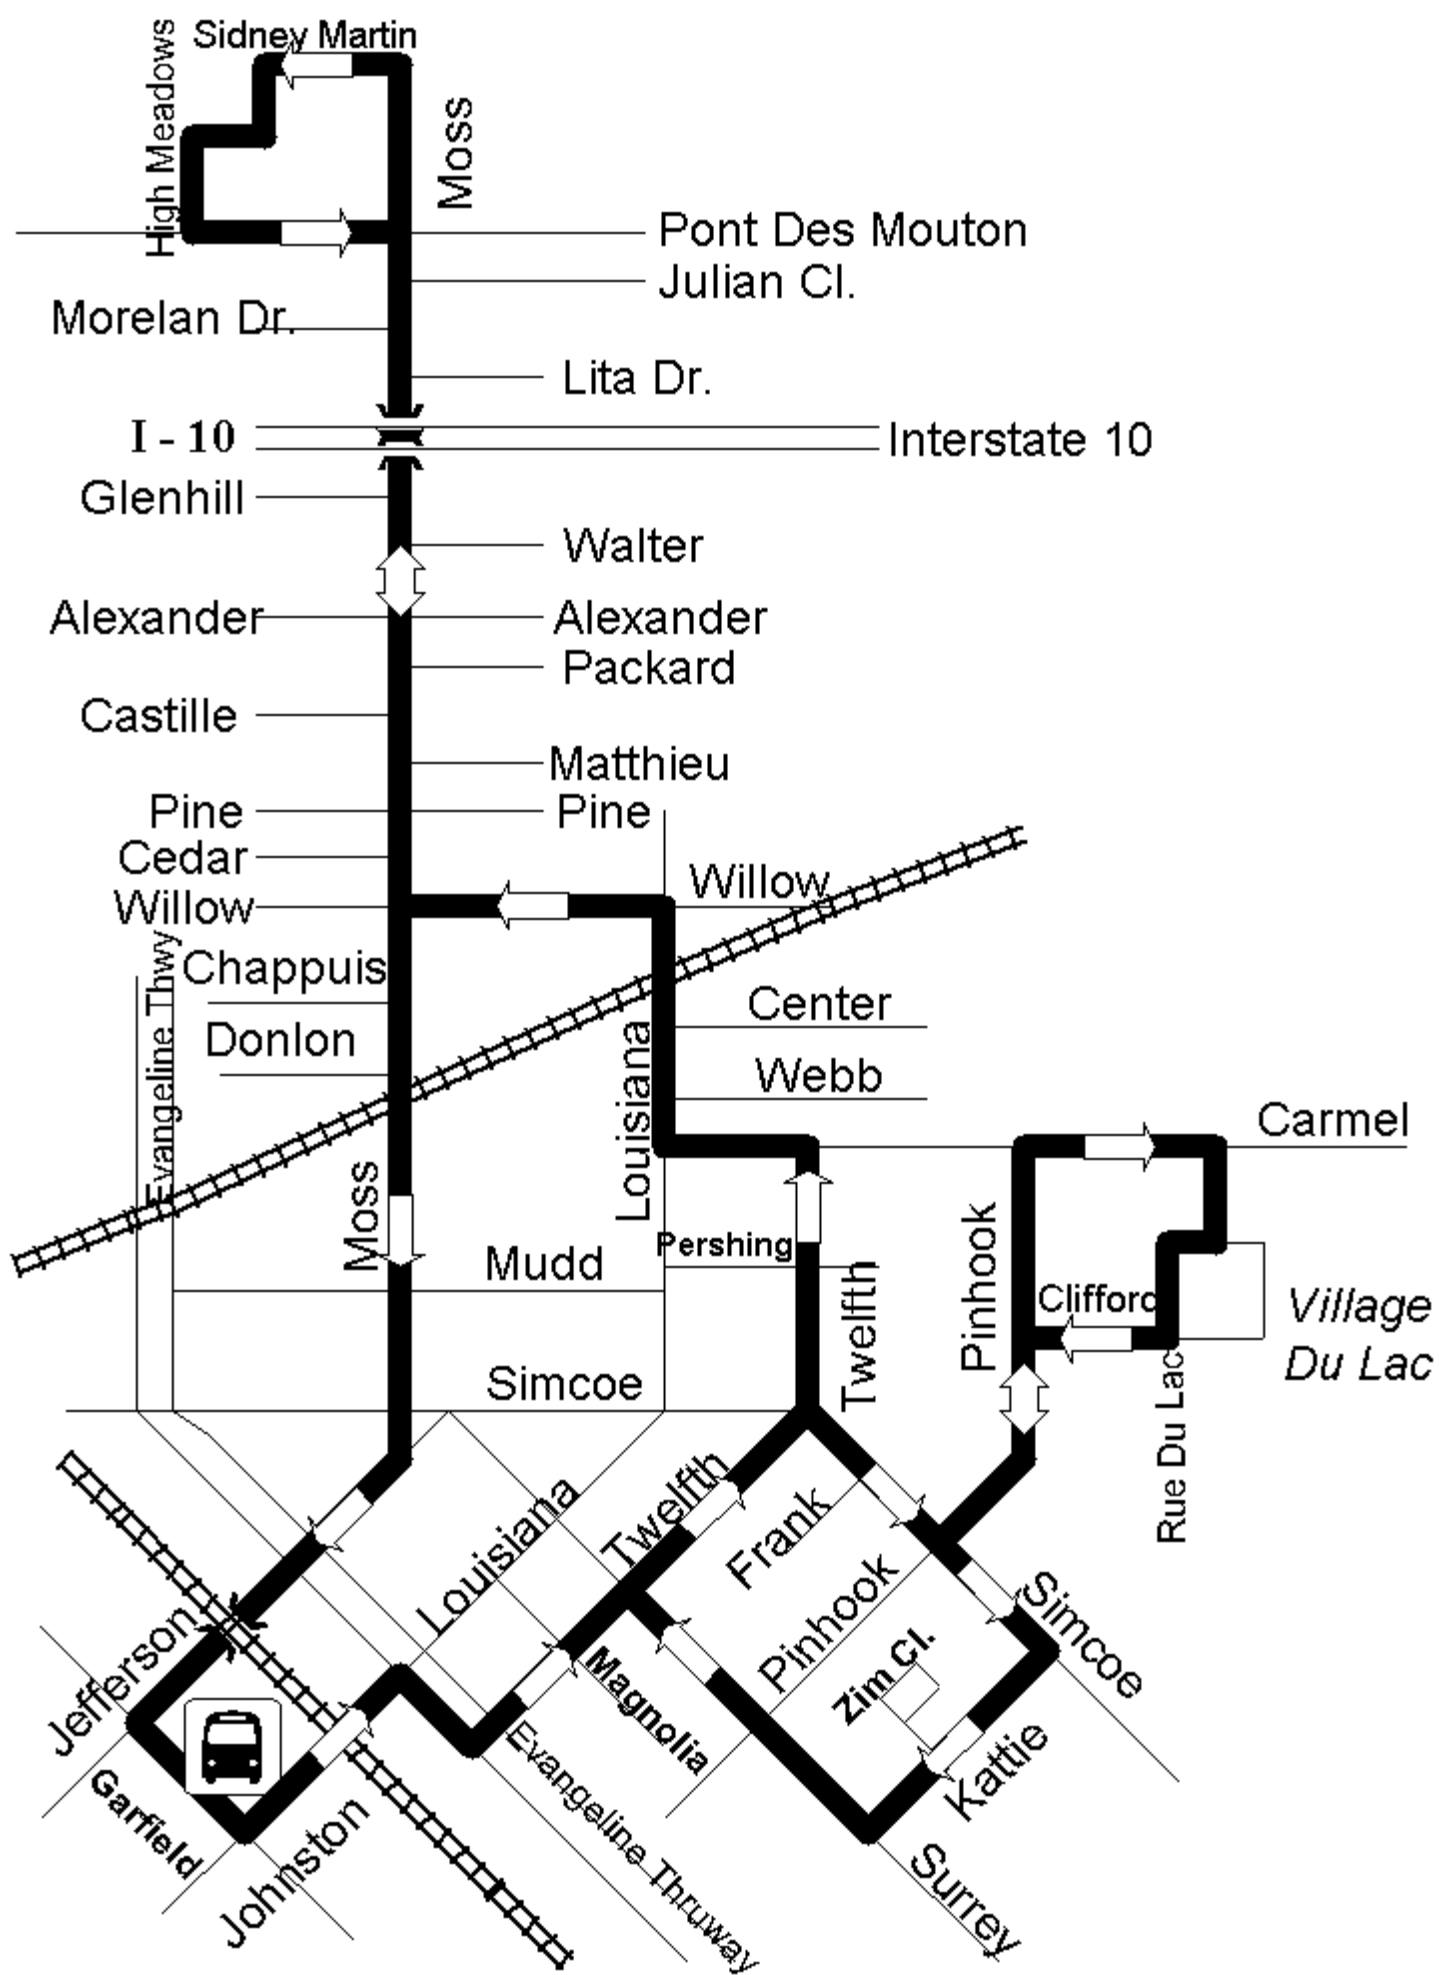 Sidney Martin
High Meadows
Moss
Pont Des Mouton
Julian Cl.
Morelan Dr.
Lita Dr.
I - 10
Interstate 10
Glenhill
Walter
Alexander
Alexander
Packard
Castille
Matthieu
Pine
Pine
Cedar
Willow
Willow
Evangeline Thwy
Chappuis
Center
Donlon
Louisiana
Webb
Carmel
Moss
Pershing
Mudd
Twelfth
Pinhook
Clifford
Village
Du Lac
Simcoe
Rue Du Lac
Louisiana
Twelfth
Frank
Pinhook
Simcoe
Jefferson
Magnolia
Zim Cl.
Kattie
Garfield
Johnston
Evangeline Thruway
Surrey